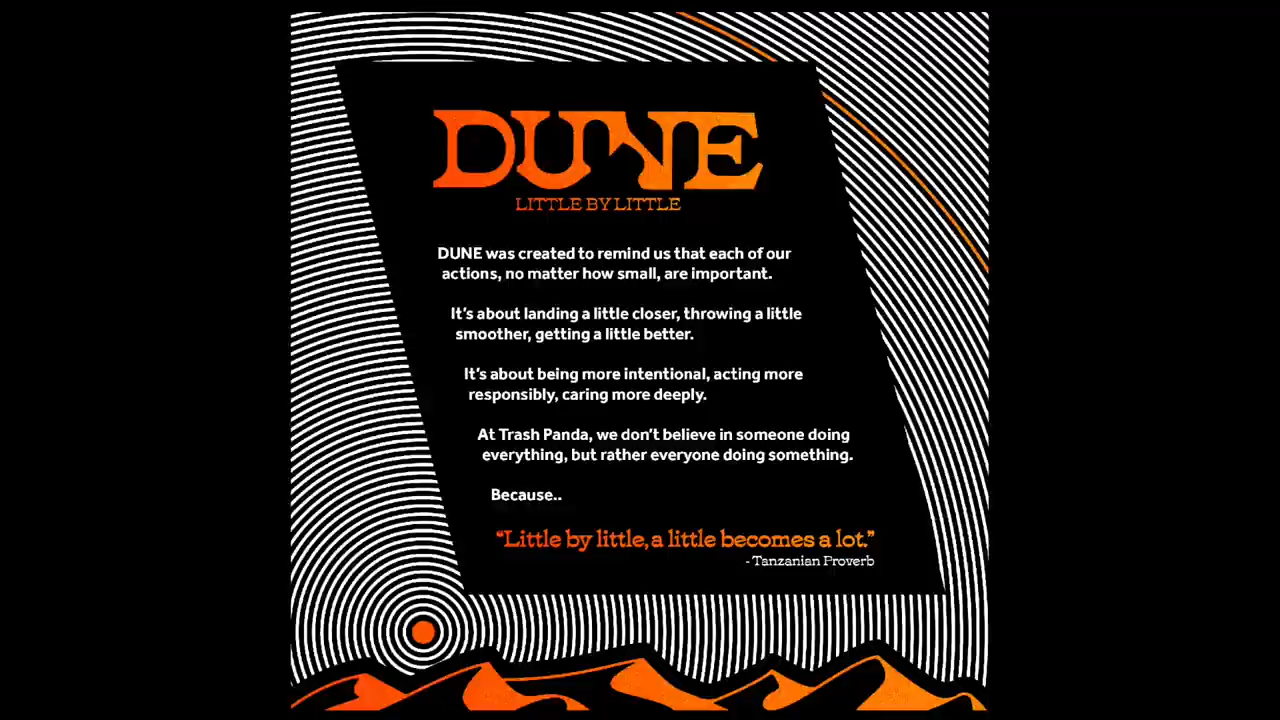 DUNE
LITTLE BY LITTLE
DUNE was created to remind us that each of our
actions, no matter how small, are important.
It's about landing a little closer, throwing a little
smoother, getting a little better.
It's about being more intentional, acting more
responsibly, caring more deeply.
At Trash Panda, we don't believe in someone doing
everything, but rather everyone doing something.
Because..
“Little by little, a little becomes a lot.”
- Tanzanian Proverb